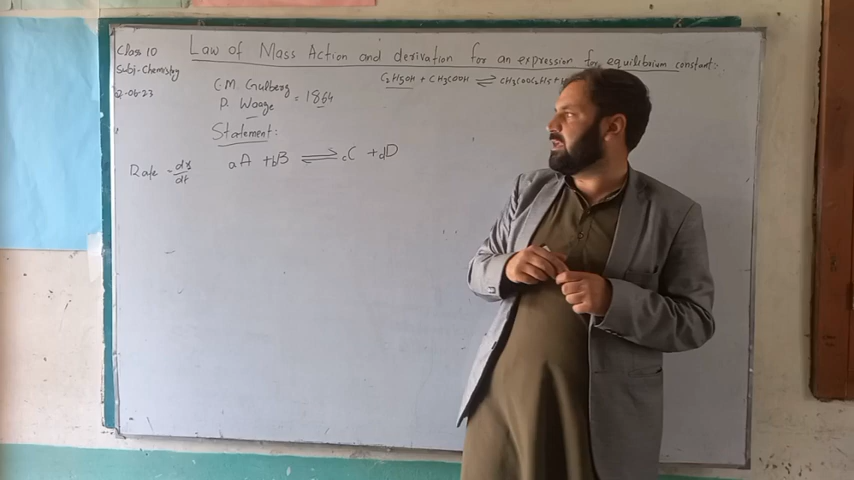 Class 10
Subj:- Chemistry
Law of Mass Action and derivation for an expression for equilibrium constant:
C.M. Gulberg
P. Waage = 1864
C₂H5OH + CH3COOH ⇌ CH3COOC₂H5 +
Statement:
aA + bB ⇌ cC + dD
Rate = dx/dt